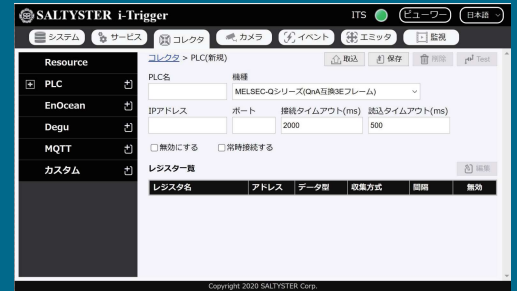 SALTYSTER i-Trigger ITS ビューワー 日本語
システム サービス コレクタ カメラ イベント エミッタ 監視
Resource
PLC
EnOcean
Degu
MQTT
カスタム
コレクタ > PLC(新規) 取込 保存 削除 Test
PLC名 機種
MELSEC-Qシリーズ(QnA互換3Eフレーム)
IPアドレス ポート 接続タイムアウト(ms) 読込タイムアウト(ms)
2000 500
無効にする 常時接続する
レジスター覧 編集
レジスタ名 アドレス データ型 収集方式 間隔 無効
Copyright 2020 SALTYSTER Corp.